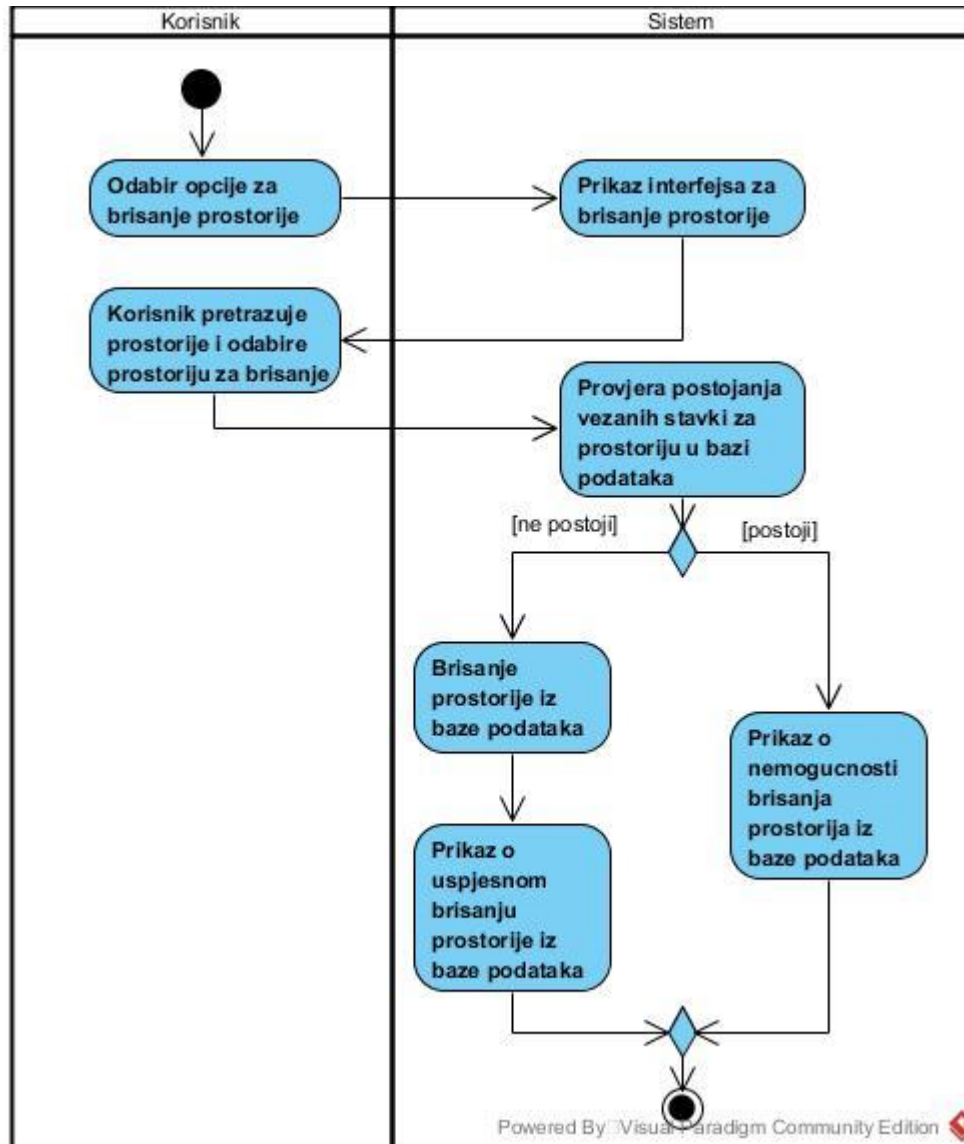 Korisnik
Sistem
Odabir opcije za
brisanje prostorije
Prikaz interfejsa za
brisanje prostorije
Korisnik pretrazuje
prostorije i odabire
prostoriju za brisanje
Provjera postojanja
vezanih stavki za
prostoriju u bazi
podataka
[ne postoji]
[postoji]
Brisanje
prostorije iz
baze podataka
Prikaz o
nemogucnosti
brisanja
prostorija iz
baze podataka
Prikaz o
uspjesnom
brisanju
prostorije iz
baze podataka
Powered By Visual Paradigm Community Edition